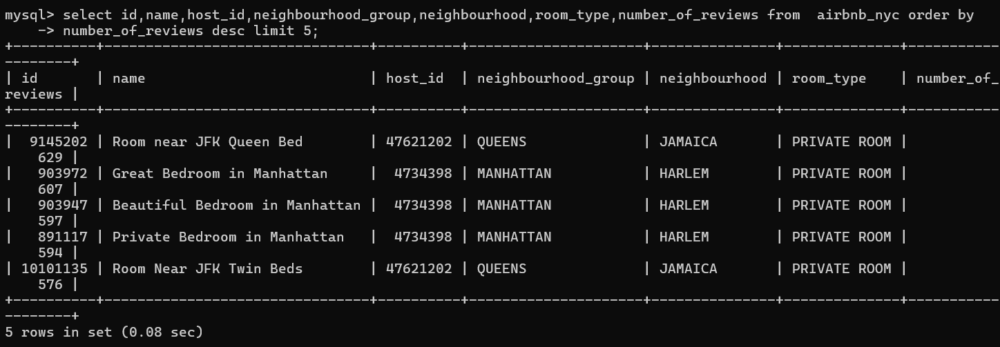 mysql> select id,name,host_id,neighbourhood_group,neighbourhood,room_type,number_of_reviews from  airbnb_nyc order by
    -> number_of_reviews desc limit 5;
+----------+--------------------------------+----------+---------------------+---------------+--------------+-----------
--------+
| id       | name                           | host_id  | neighbourhood_group | neighbourhood | room_type    | number_of_
reviews |
+----------+--------------------------------+----------+---------------------+---------------+--------------+-----------
--------+
|  9145202 | Room near JFK Queen Bed        | 47621202 | QUEENS              | JAMAICA       | PRIVATE ROOM |
    629 |
|   903972 | Great Bedroom in Manhattan     |  4734398 | MANHATTAN           | HARLEM        | PRIVATE ROOM |
    607 |
|   903947 | Beautiful Bedroom in Manhattan |  4734398 | MANHATTAN           | HARLEM        | PRIVATE ROOM |
    597 |
|   891117 | Private Bedroom in Manhattan   |  4734398 | MANHATTAN           | HARLEM        | PRIVATE ROOM |
    594 |
| 10101135 | Room Near JFK Twin Beds        | 47621202 | QUEENS              | JAMAICA       | PRIVATE ROOM |
    576 |
+----------+--------------------------------+----------+---------------------+---------------+--------------+-----------
--------+
5 rows in set (0.08 sec)